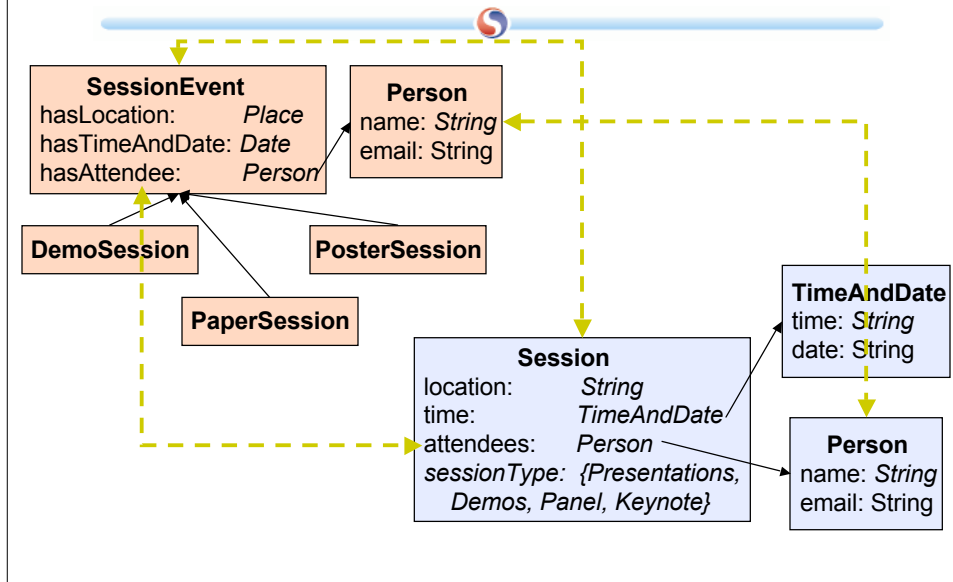 SessionEvent
hasLocation: Place
hasTimeAndDate: Date
hasAttendee: Person
Person
name: String
email: String
DemoSession
PosterSession
PaperSession
TimeAndDate
time: String
date: String
Session
location: String
time: TimeAndDate
attendees: Person
sessionType: {Presentations,
Demos, Panel, Keynote}
Person
name: String
email: String